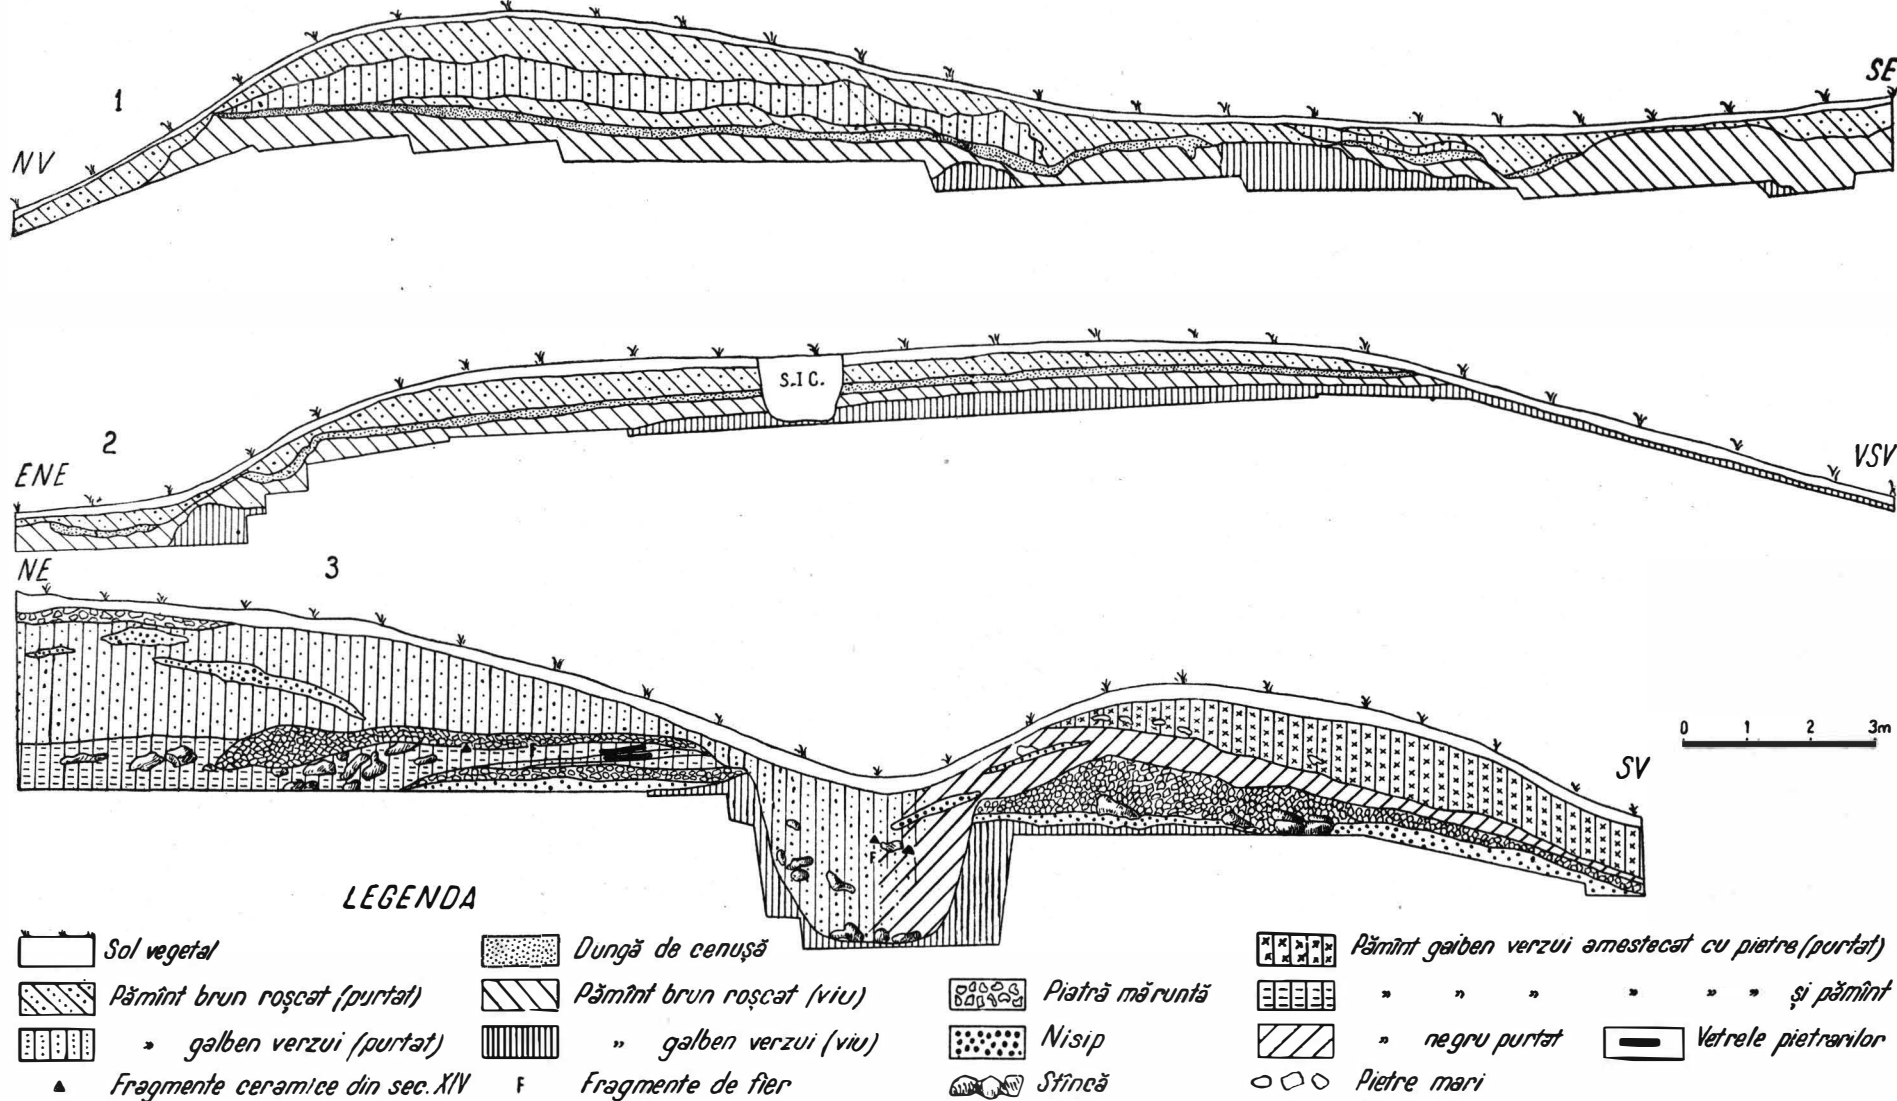 SE
1
NV
S.I.C.
2
ENE
VSV
NE
3
0 1 2 3m
SV
F
F
LEGENDA
Sol vegetal
Dungă de cenușă
Pămînt galben verzui amestecat cu pietre (purtat)
Pămînt brun roșcat (purtat)
Pămînt brun roșcat (viu)
Piatră măruntă
" " " " " " și pămînt
" galben verzui (purtat)
" galben verzui (viu)
Nisip
" negru purtat
Vetrele pietrarilor
Fragmente ceramice din sec. XIV
F Fragmente de fier
Stîncă
Pietre mari